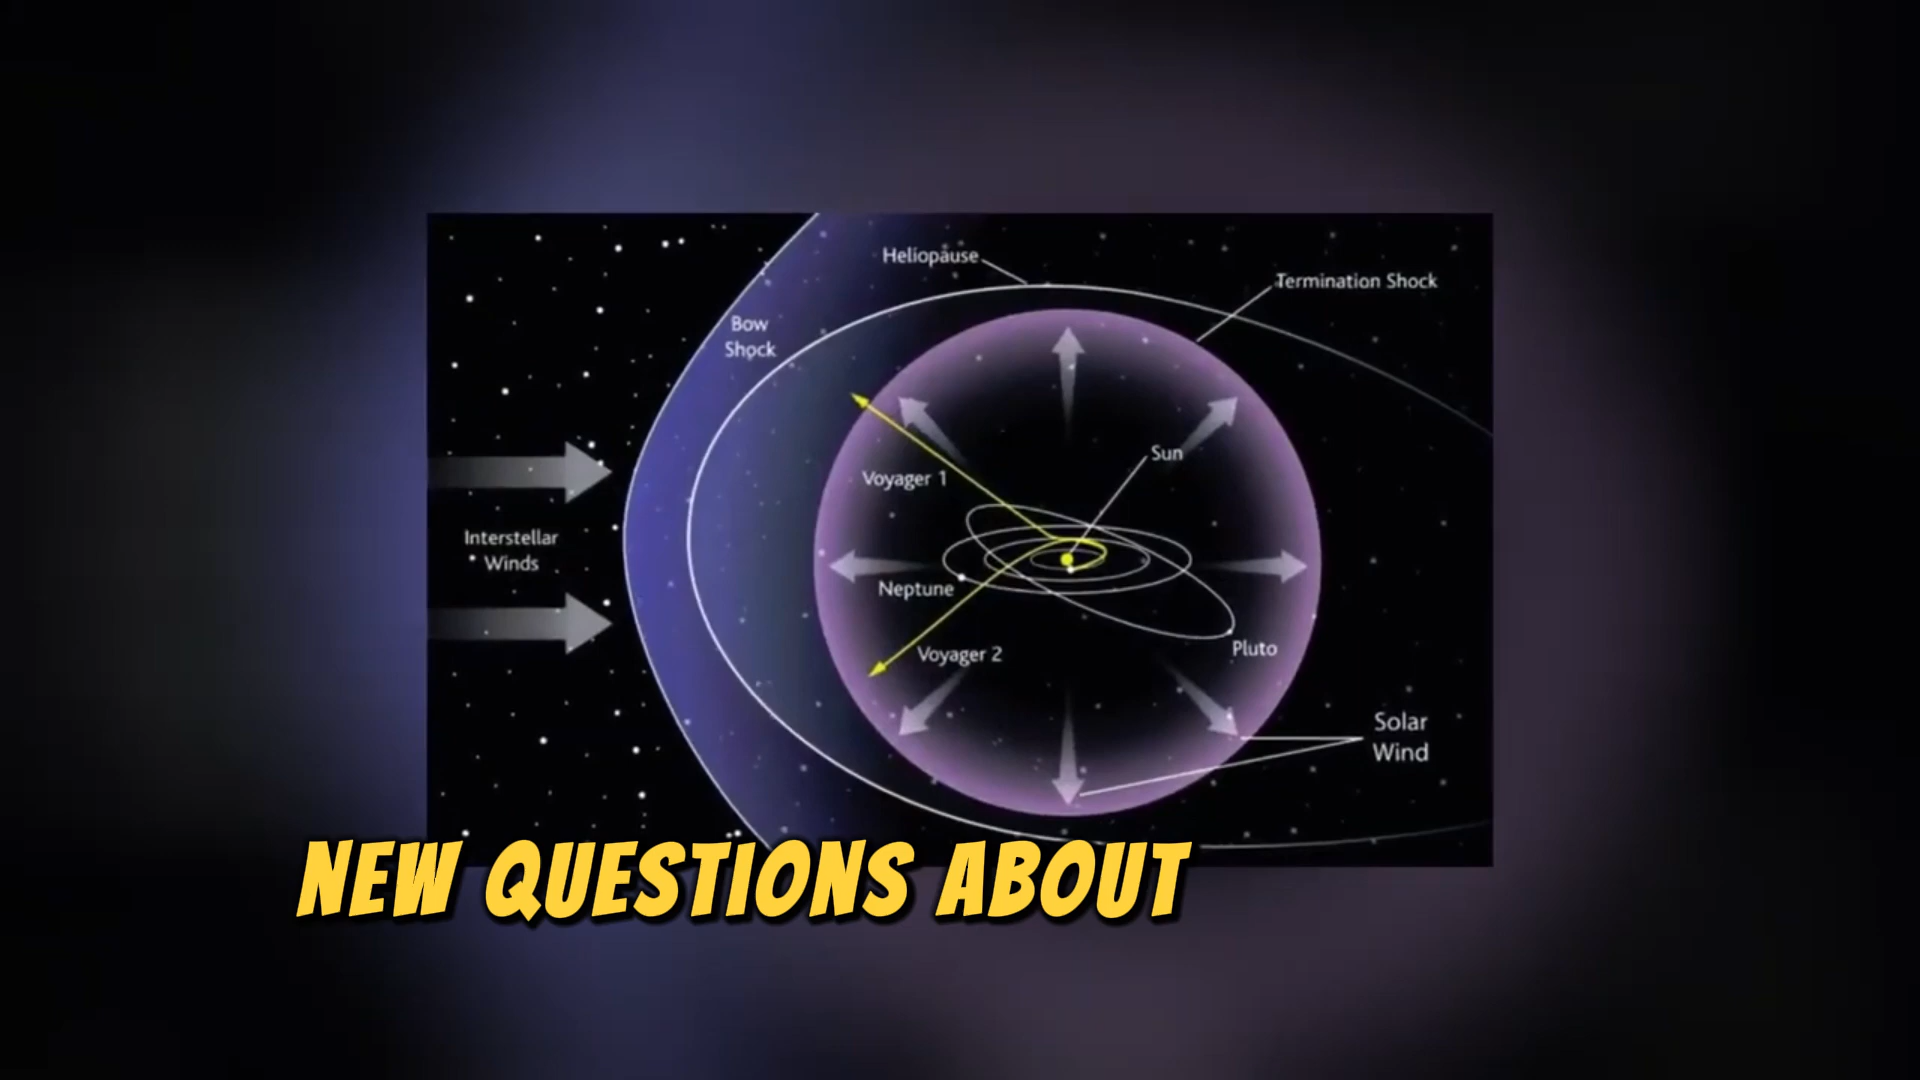 Heliopause
Termination Shock
Bow
Shock
Sun
Voyager 1
Interstellar
Winds
Neptune
Voyager 2
Pluto
Solar
Wind
NEW QUESTIONS ABOUT